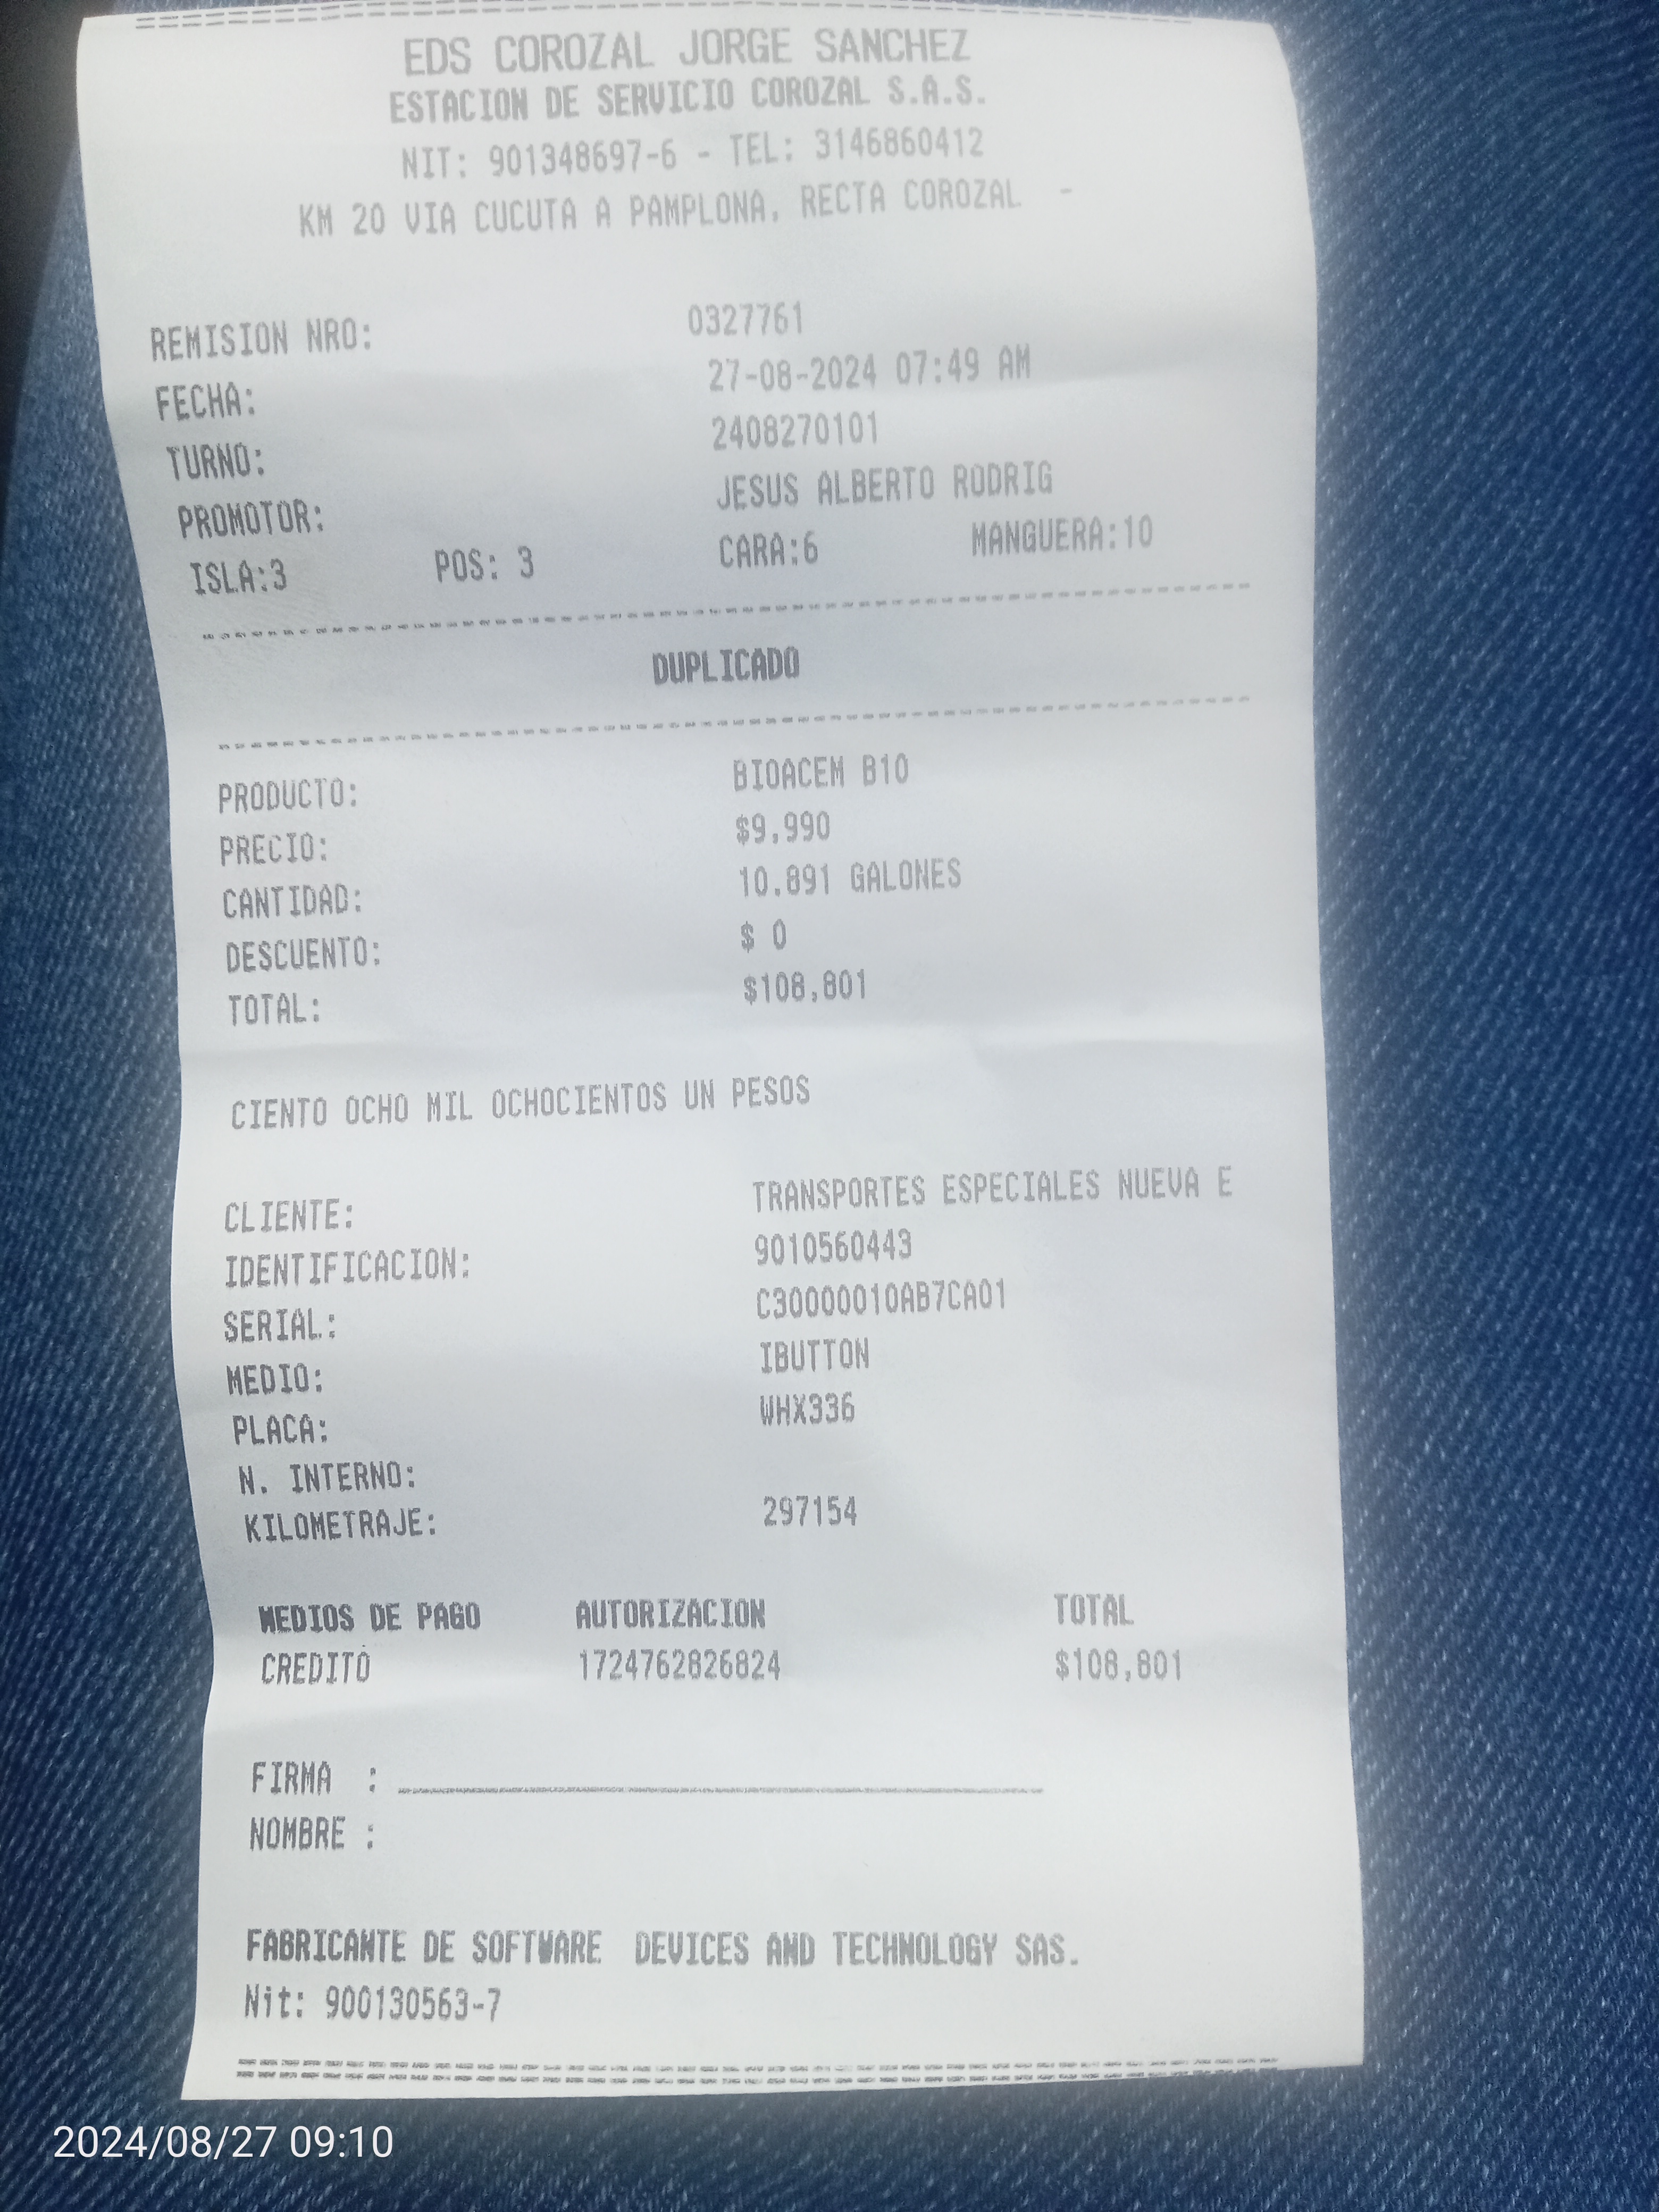 EDS COROZAL JORGE SANCHEZ
ESTACION DE SERVICIO COROZAL S.A.S.
NIT: 901348697-6 - TEL: 3146860412
KM 20 VIA CUCUTA A PAMPLONA, RECTA COROZAL -
REMISION NRO: 0327761
FECHA: 27-08-2024 07:49 AM
TURNO: 2408270101
PROMOTOR: JESUS ALBERTO RODRIG
ISLA:3 POS: 3 CARA:6 MANGUERA:10
DUPLICADO
PRODUCTO: BIOACEM B10
PRECIO: $9,990
CANTIDAD: 10.891 GALONES
DESCUENTO: $ 0
TOTAL: $108,801
CIENTO OCHO MIL OCHOCIENTOS UN PESOS
CLIENTE: TRANSPORTES ESPECIALES NUEVA E
IDENTIFICACION: 9010560443
SERIAL: C30000010AB7CA01
MEDIO: IBUTTON
PLACA: WHX336
N. INTERNO:
KILOMETRAJE: 297154
MEDIOS DE PAGO AUTORIZACION TOTAL
CREDITO 1724762826824 $108,801
FIRMA :
NOMBRE :
FABRICANTE DE SOFTWARE DEVICES AND TECHNOLOGY SAS.
Nit: 900130563-7
2024/08/27 09:10